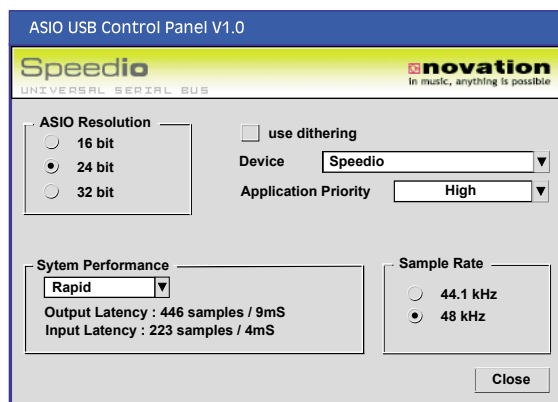 ASIO USB Control Panel V1.0
Speedio
UNIVERSAL SERIAL BUS
novation
in music, anything is possible
ASIO Resolution
16 bit
24 bit
32 bit
use dithering
Device Speedio
Application Priority High
Sytem Performance
Rapid
Output Latency : 446 samples / 9mS
Input Latency : 223 samples / 4mS
Sample Rate
44.1 kHz
48 kHz
Close